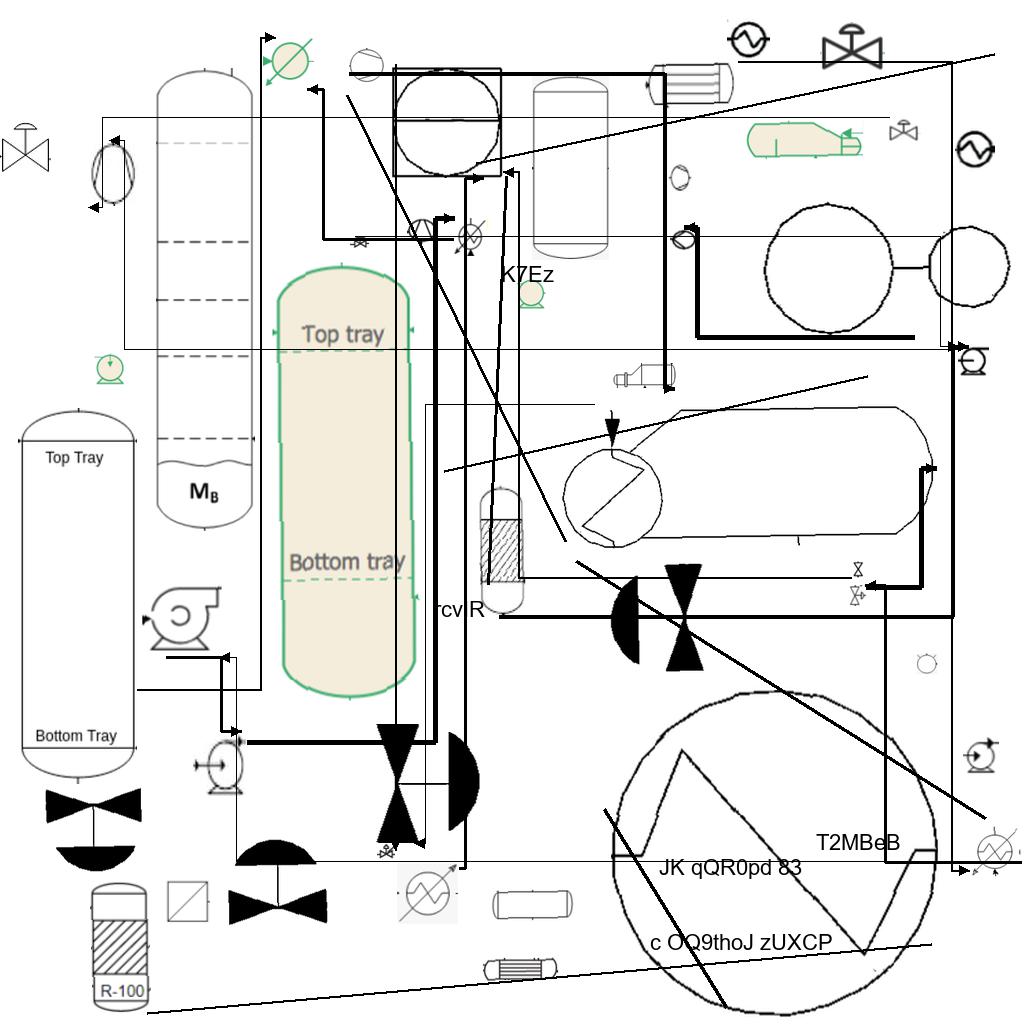 K7Ez
Top tray
Top Tray
M_B
Bottom tray
rcv R
Bottom Tray
T2MBeB
JK qQR0pd 83
c OQ9thoJ zUXCP
R-100